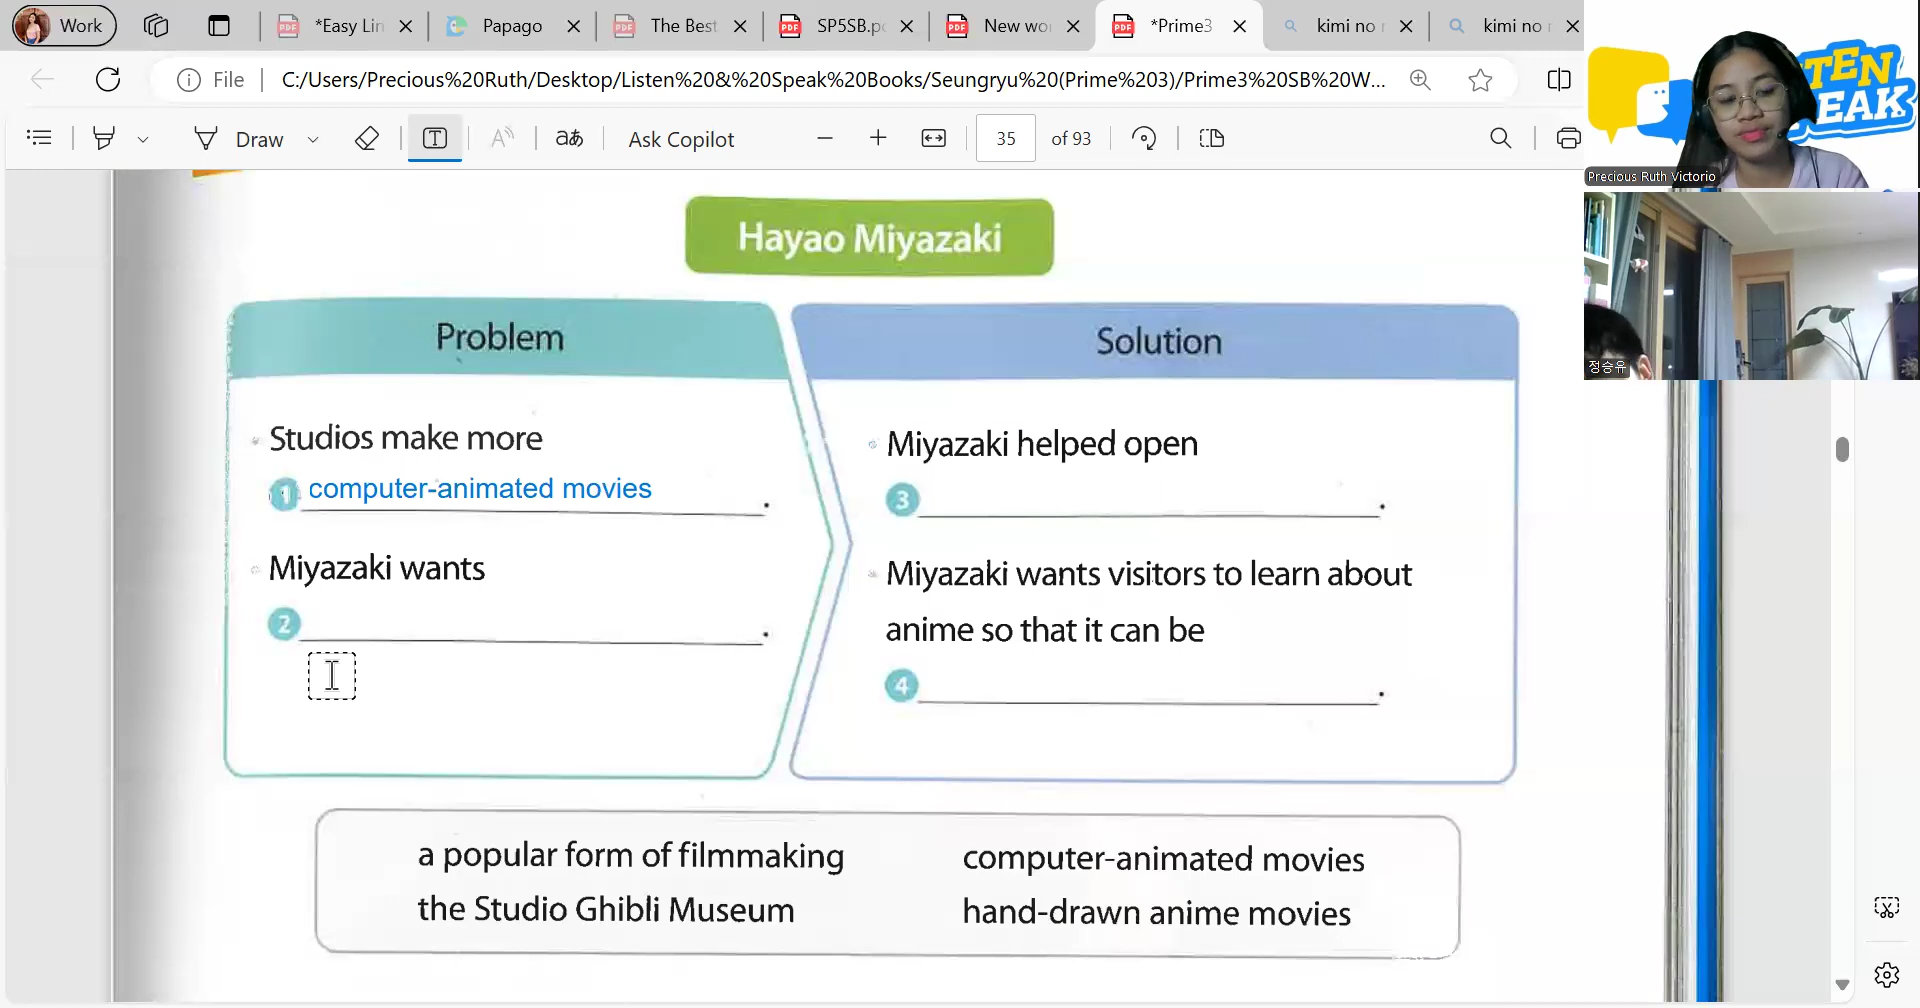 Work
*Easy Lin
Papago
The Best
SP5SB.p
New wo
*Prime3
kimi no
kimi no
File
C:/Users/Precious%20Ruth/Desktop/Listen%20&%20Speak%20Books/Seungryu%20(Prime%203)/Prime3%20SB%20W...
Draw
aあ
Ask Copilot
35
of 93
TEN
EAK
Precious Ruth Victorio
정승유
Hayao Miyazaki
Problem
Studios make more
1 computer-animated movies.
Miyazaki wants
2 .
Solution
Miyazaki helped open
3 .
Miyazaki wants visitors to learn about
anime so that it can be
4 .
a popular form of filmmaking
computer-animated movies
the Studio Ghibli Museum
hand-drawn anime movies